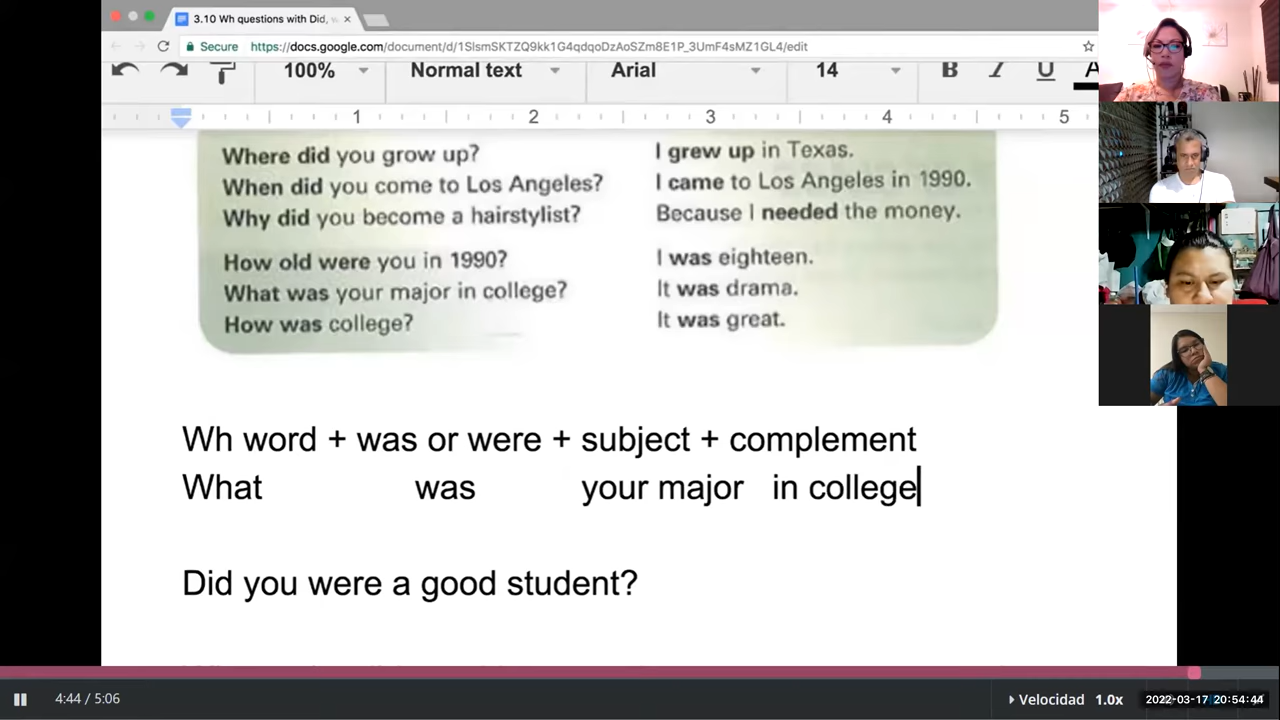 3.10 Wh questions with Did,
Secure https://docs.google.com/document/d/1SlsmSKTZQ9kk1G4qdqoDzAoSZm8E1P_3UmF4sMZ1GL4/edit
100% Normal text Arial 14 B I U A
1 2 3 4 5
Where did you grow up? I grew up in Texas.
When did you come to Los Angeles? I came to Los Angeles in 1990.
Why did you become a hairstylist? Because I needed the money.
How old were you in 1990? I was eighteen.
What was your major in college? It was drama.
How was college? It was great.
Wh word + was or were + subject + complement
What was your major in college
Did you were a good student?
4:44 / 5:06 Velocidad 1.0x 2022-03-17 20:54:44